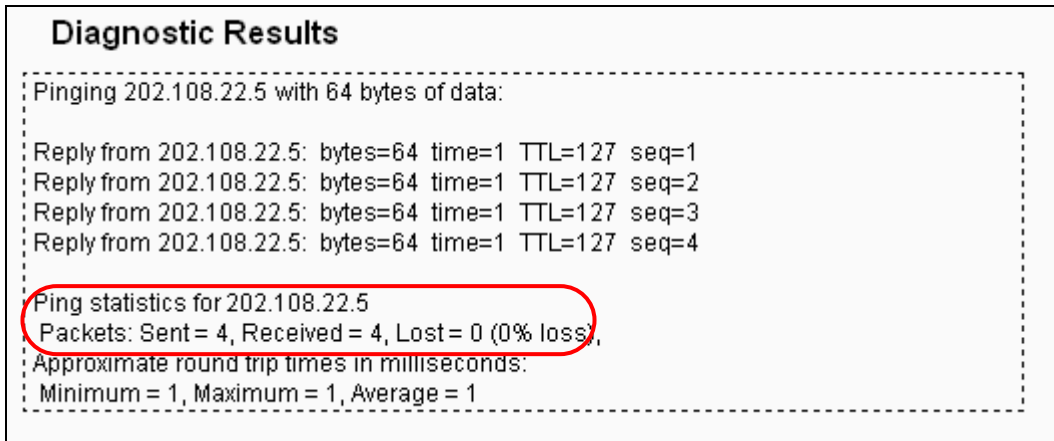 Diagnostic Results
Pinging 202.108.22.5 with 64 bytes of data:
Reply from 202.108.22.5: bytes=64 time=1 TTL=127 seq=1
Reply from 202.108.22.5: bytes=64 time=1 TTL=127 seq=2
Reply from 202.108.22.5: bytes=64 time=1 TTL=127 seq=3
Reply from 202.108.22.5: bytes=64 time=1 TTL=127 seq=4
Ping statistics for 202.108.22.5
Packets: Sent = 4, Received = 4, Lost = 0 (0% loss),
Approximate round trip times in milliseconds:
Minimum = 1, Maximum = 1, Average = 1